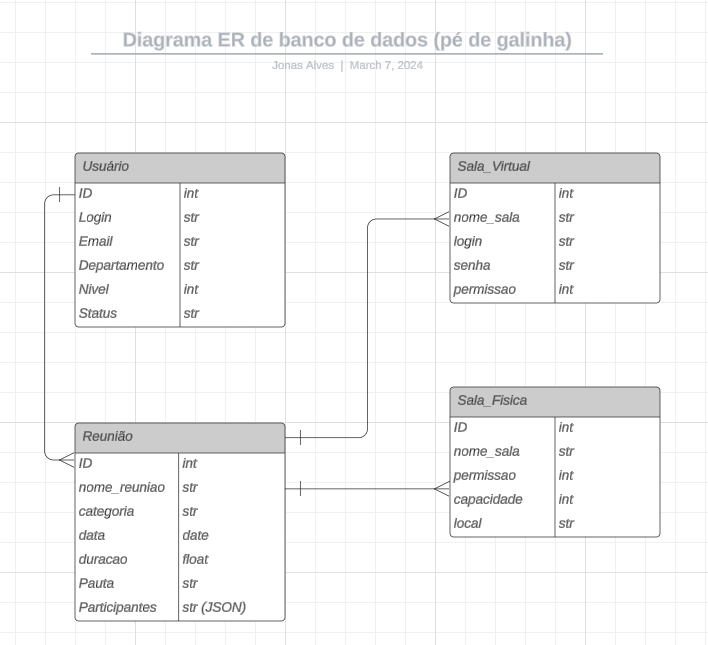 Diagrama ER de banco de dados (pé de galinha)
Jonas Alves | March 7, 2024
Usuário
ID int
Login str
Email str
Departamento str
Nivel int
Status str
Sala_Virtual
ID int
nome_sala str
login str
senha str
permissao int
Reunião
ID int
nome_reuniao str
categoria str
data date
duracao float
Pauta str
Participantes str (JSON)
Sala_Fisica
ID int
nome_sala str
permissao int
capacidade int
local str